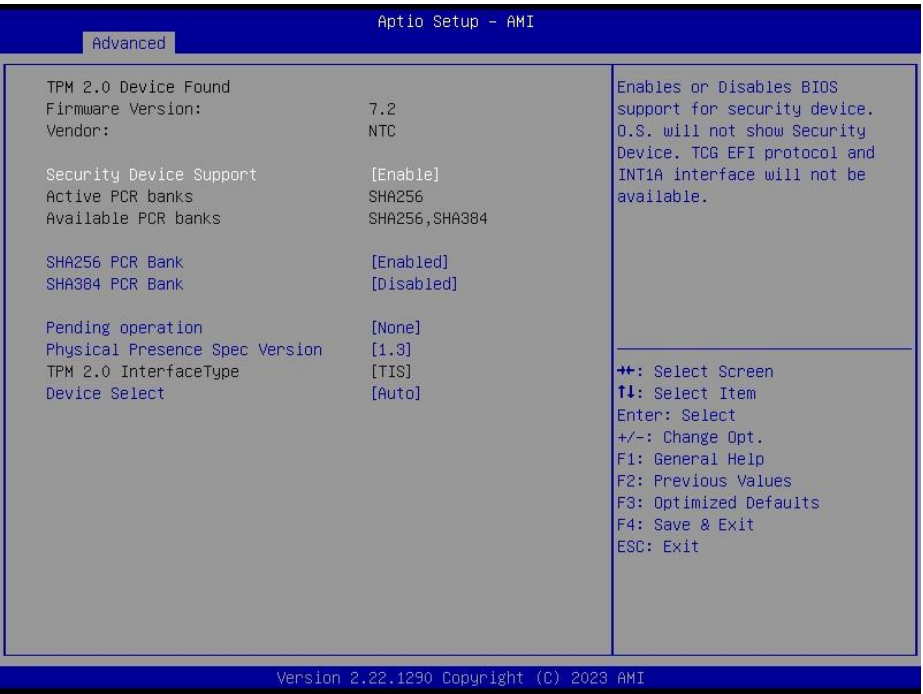 Aptio Setup – AMI
Advanced
TPM 2.0 Device Found
Firmware Version: 7.2
Vendor: NTC
Security Device Support [Enable]
Active PCR banks SHA256
Available PCR banks SHA256,SHA384
SHA256 PCR Bank [Enabled]
SHA384 PCR Bank [Disabled]
Pending operation [None]
Physical Presence Spec Version [1.3]
TPM 2.0 InterfaceType [TIS]
Device Select [Auto]
Enables or Disables BIOS
support for security device.
O.S. will not show Security
Device. TCG EFI protocol and
INT1A interface will not be
available.
→←: Select Screen
↑↓: Select Item
Enter: Select
+/-: Change Opt.
F1: General Help
F2: Previous Values
F3: Optimized Defaults
F4: Save & Exit
ESC: Exit
Version 2.22.1290 Copyright (C) 2023 AMI